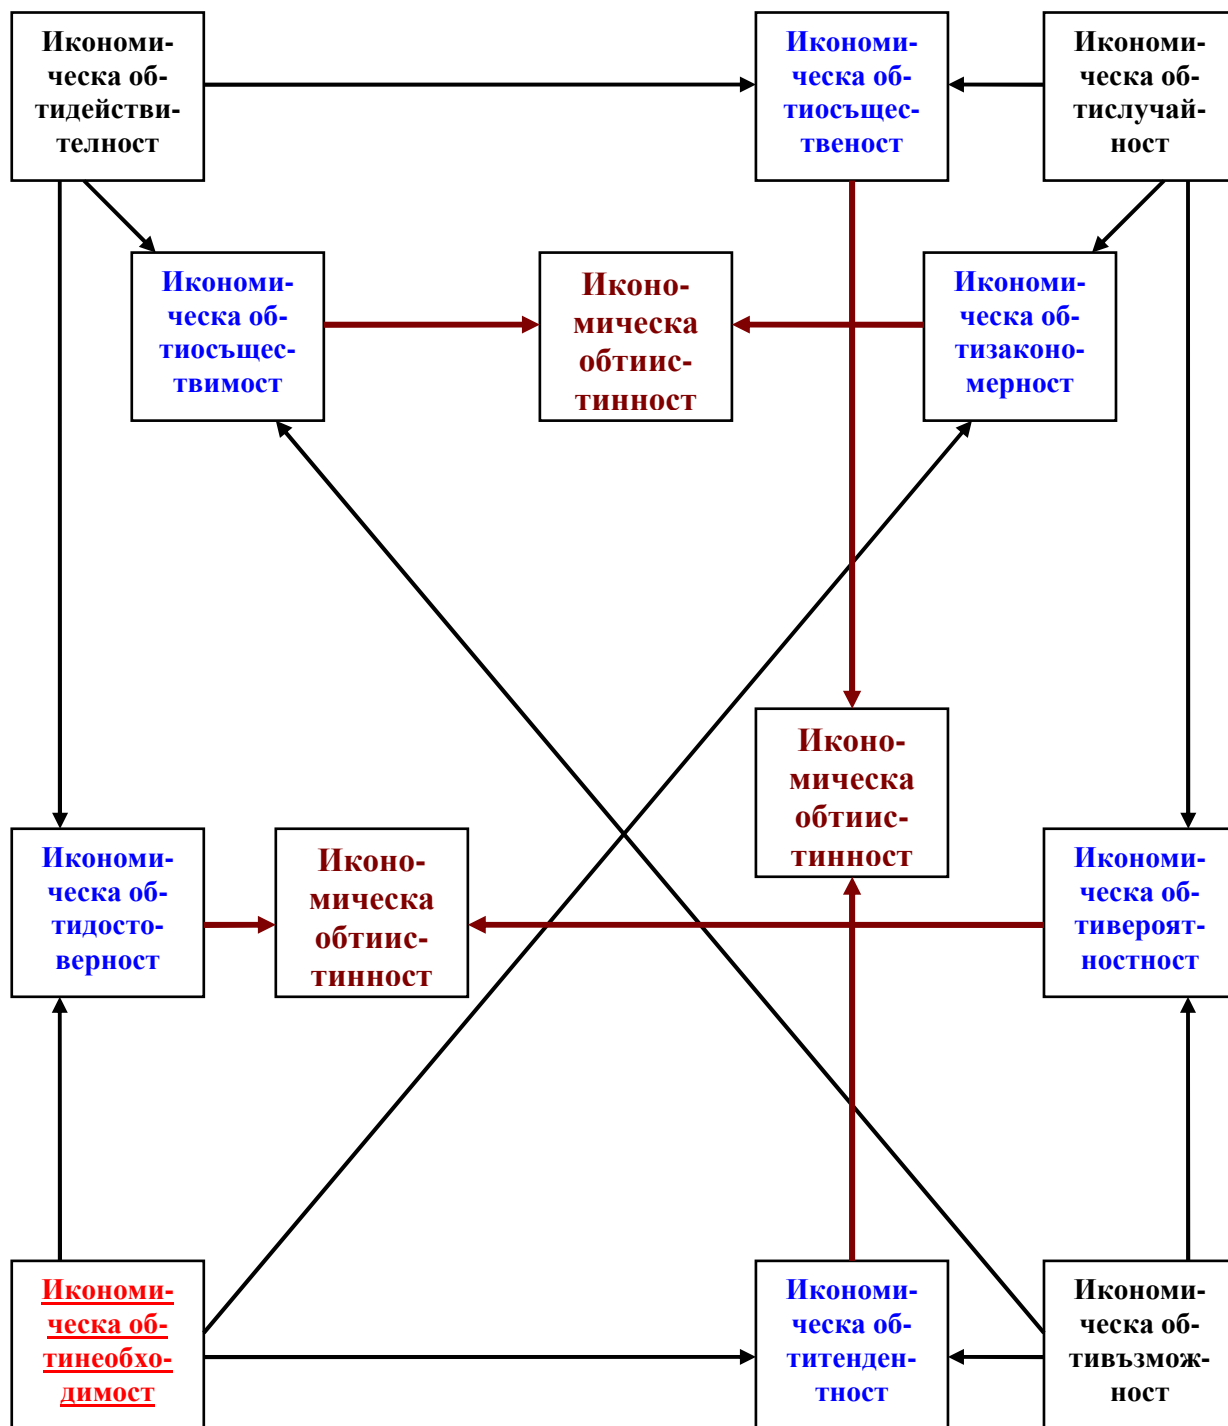 Икономи-
ческа об-
тидействи-
телност
Икономи-
ческа об-
тиосъщес-
твеност
Икономи-
ческа об-
тислучай-
ност
Икономи-
ческа об-
тиосъщес-
твимост
Иконо-
мическа
обтиис-
тинност
Икономи-
ческа об-
тизаконо-
мерност
Иконо-
мическа
обтиис-
тинност
Икономи-
ческа об-
тидосто-
верност
Иконо-
мическа
обтиис-
тинност
Икономи-
ческа об-
тивероят-
ностност
Икономи-
ческа об-
тинеобхо-
димост
Икономи-
ческа об-
титенден-
тност
Икономи-
ческа об-
тивъзмож-
ност